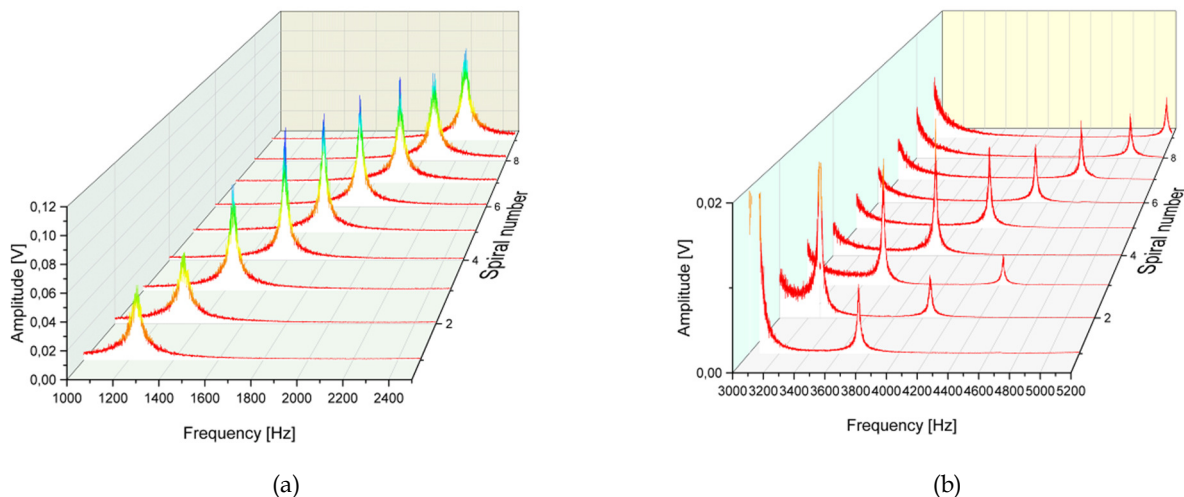 0,12
0,10
0,08
0,06
0,04
0,02
0,00
Amplitude [V]
1000 1200 1400 1600 1800 2000 2200 2400
Frequency [Hz]
2
4
6
8
Spiral number
(a)
0,02
0,01
0,00
Amplitude [V]
3000 3200 3400 3600 3800 4000 4200 4400 4600 4800 5000 5200
Frequency [Hz]
2
4
6
8
Spiral number
(b)